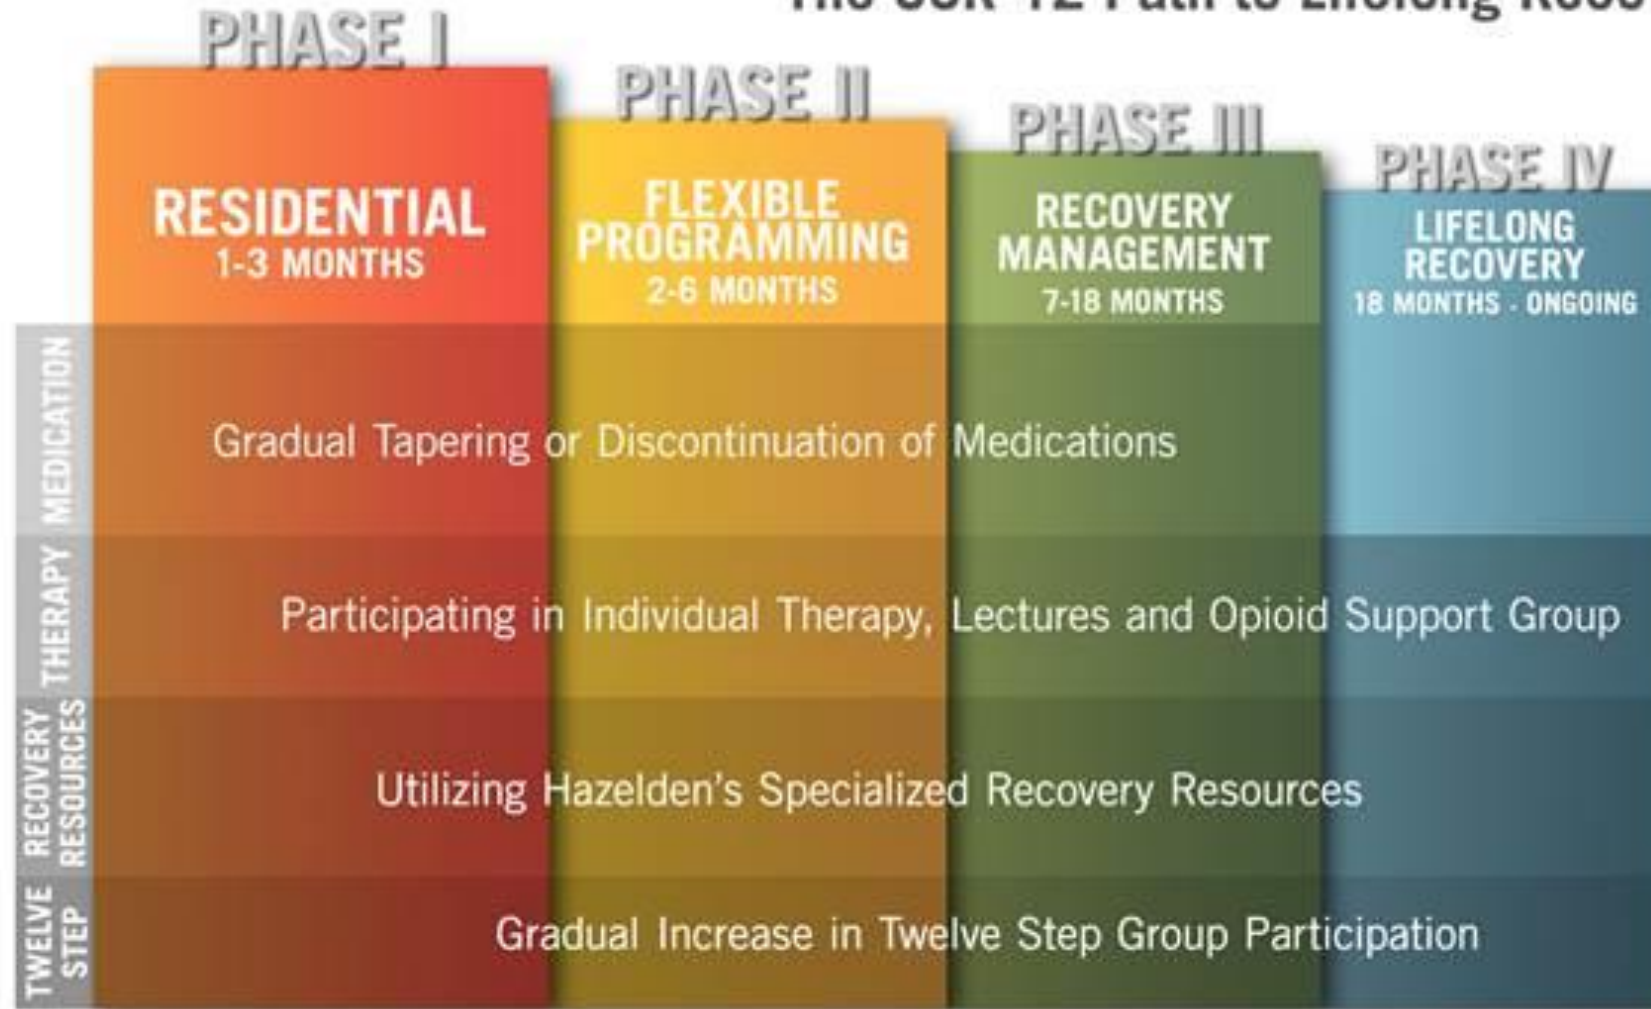 to Lifelong
PHASE I
RESIDENTIAL
1-3 MONTHS
PHASE II
FLEXIBLE
PROGRAMMING
2-6 MONTHS
PHASE III
RECOVERY
MANAGEMENT
7-18 MONTHS
PHASE IV
LIFELONG
RECOVERY
18 MONTHS - ONGOING
MEDICATION
Gradual Tapering or Discontinuation of Medications
THERAPY
Participating in Individual Therapy, Lectures and Opioid Support Group
RECOVERY
RESOURCES
Utilizing Hazelden's Specialized Recovery Resources
TWELVE
STEP
Gradual Increase in Twelve Step Group Participation